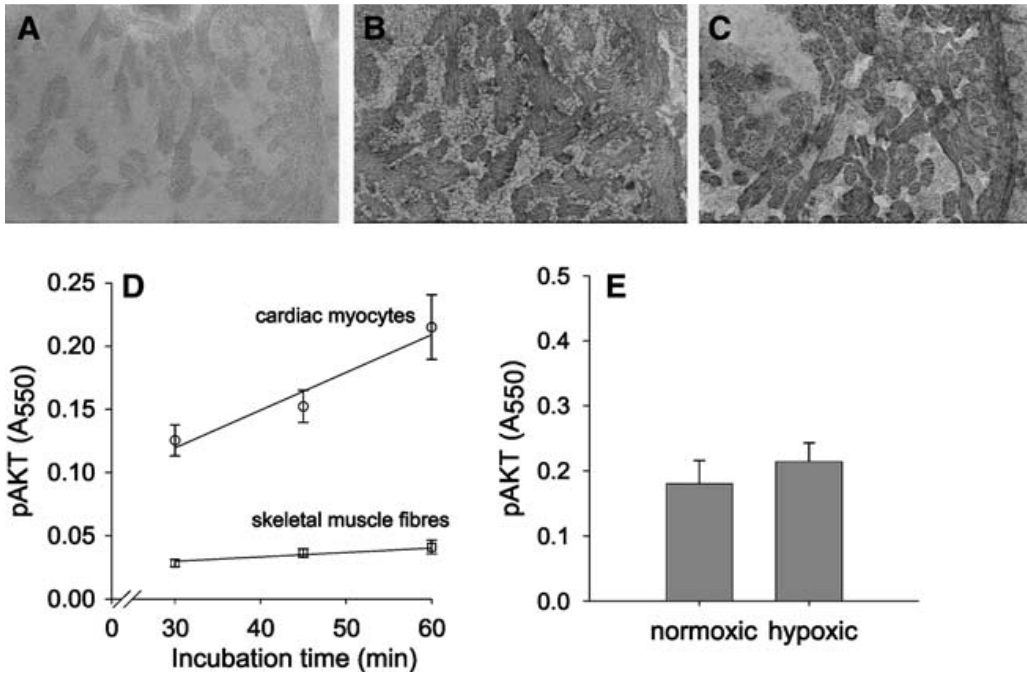 A
B
C
D
pAKT (A550)
0.25
0.20
0.15
0.10
0.05
0.00
cardiac myocytes
skeletal muscle fibres
0 30 40 50 60
Incubation time (min)
E
pAKT (A550)
0.5
0.4
0.3
0.2
0.1
0.0
normoxic hypoxic